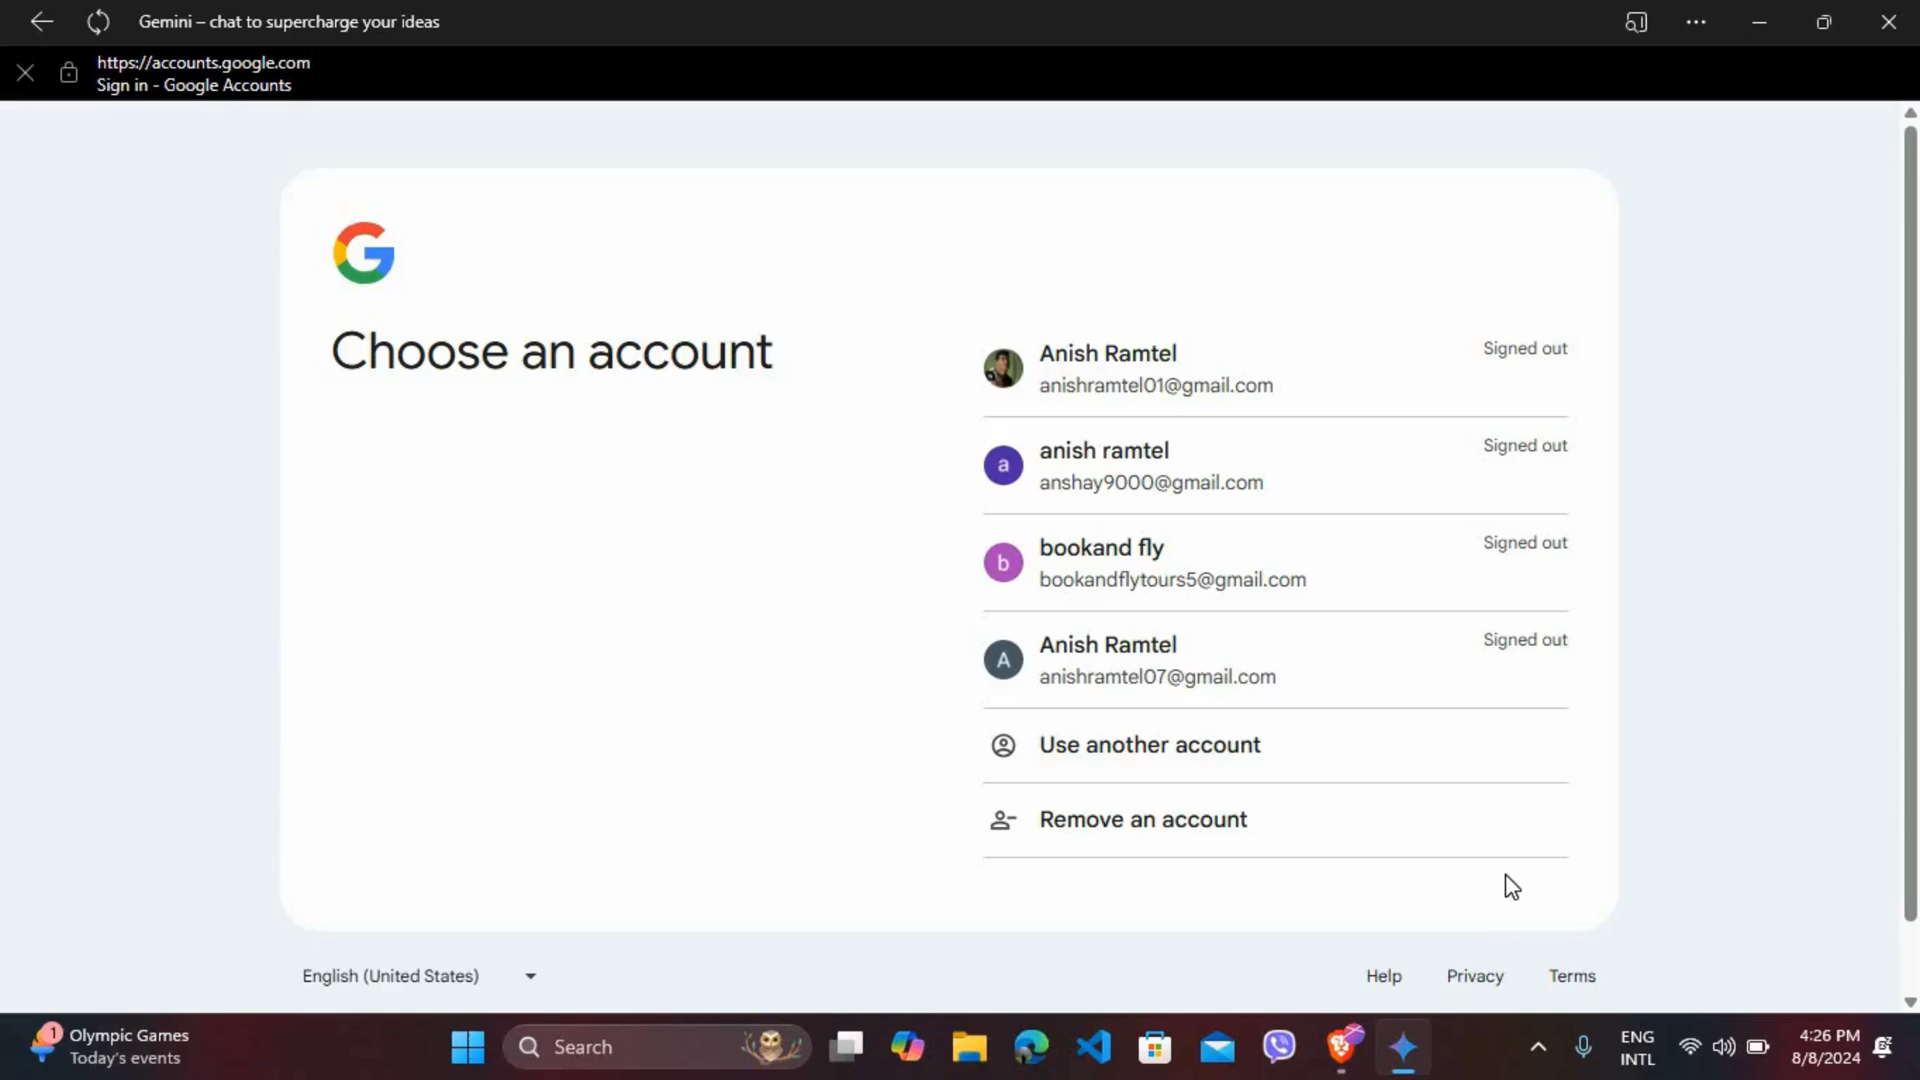 Gemini – chat to supercharge your ideas
https://accounts.google.com
Sign in - Google Accounts
Choose an account
Anish Ramtel
Signed out
anishramtel01@gmail.com
a
anish ramtel
Signed out
anshay9000@gmail.com
b
bookand fly
Signed out
bookandflytours5@gmail.com
A
Anish Ramtel
Signed out
anishramtel07@gmail.com
Use another account
Remove an account
English (United States)
Help
Privacy
Terms
1
Olympic Games
Today's events
Search
ENG
INTL
4:26 PM
8/8/2024